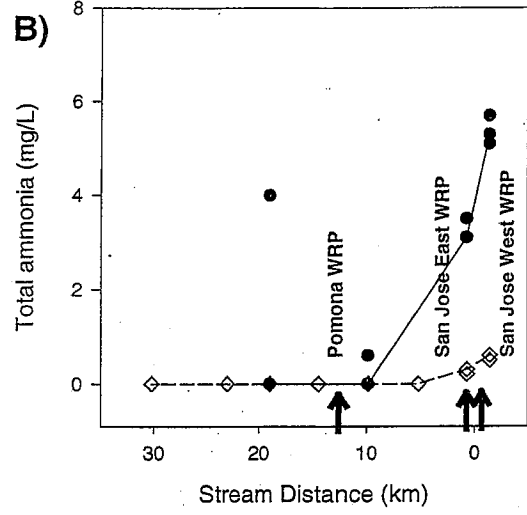 B)
8
6
4
2
0
Total ammonia (mg/L)
Pomona WRP
San Jose East WRP
San Jose West WRP
30
20
10
0
Stream Distance (km)